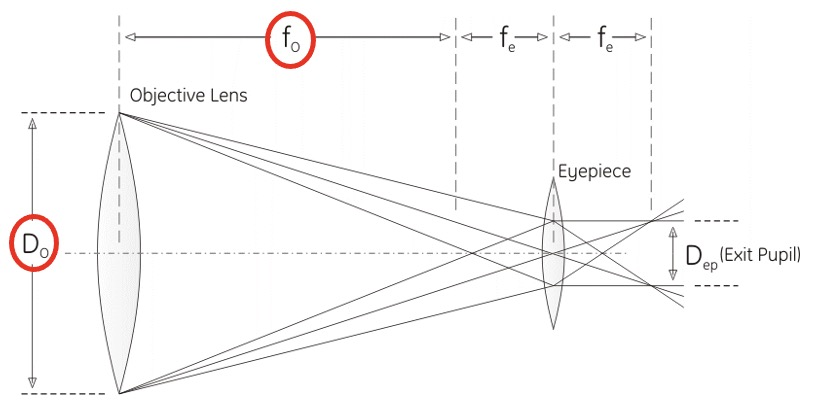 fo
fe
fe
Objective Lens
Eyepiece
Do
Dep (Exit Pupil)